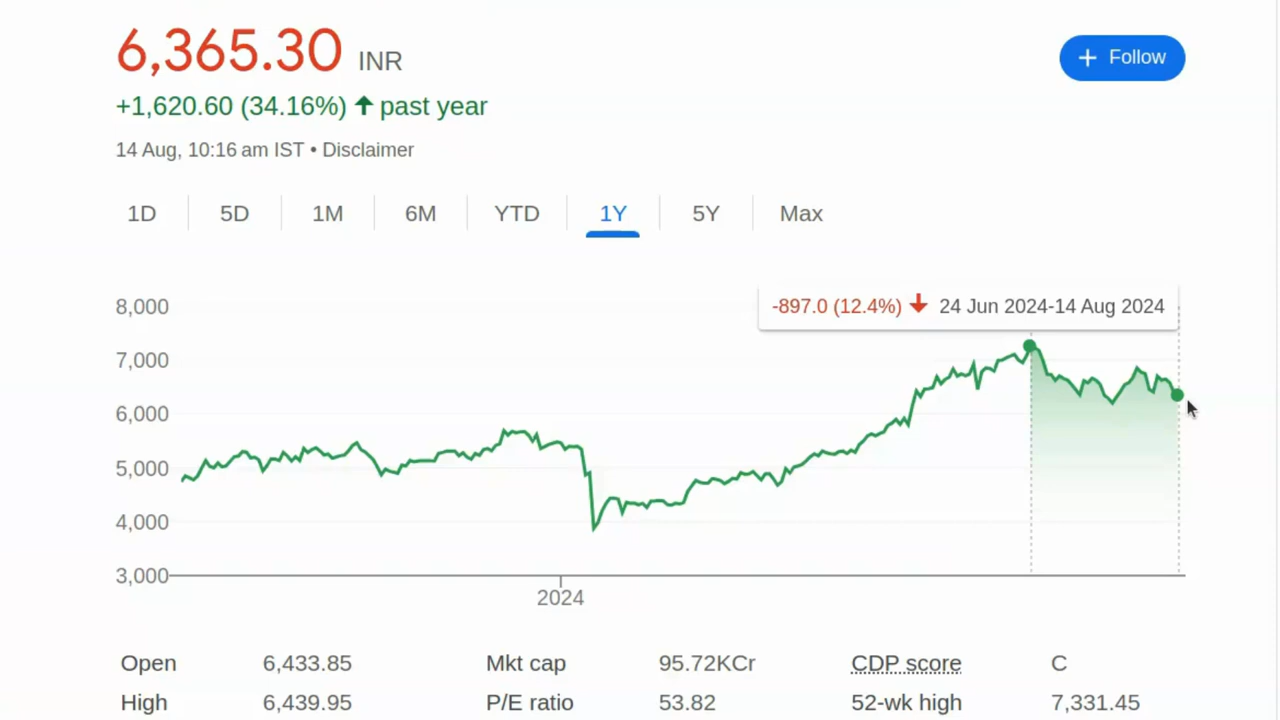 6,365.30 INR
+ Follow
+1,620.60 (34.16%) ↑ past year
14 Aug, 10:16 am IST • Disclaimer
1D 5D 1M 6M YTD 1Y 5Y Max
-897.0 (12.4%) ↓ 24 Jun 2024-14 Aug 2024
8,000
7,000
6,000
5,000
4,000
3,000
2024
Open 6,433.85 Mkt cap 95.72KCr CDP score C
High 6,439.95 P/E ratio 53.82 52-wk high 7,331.45